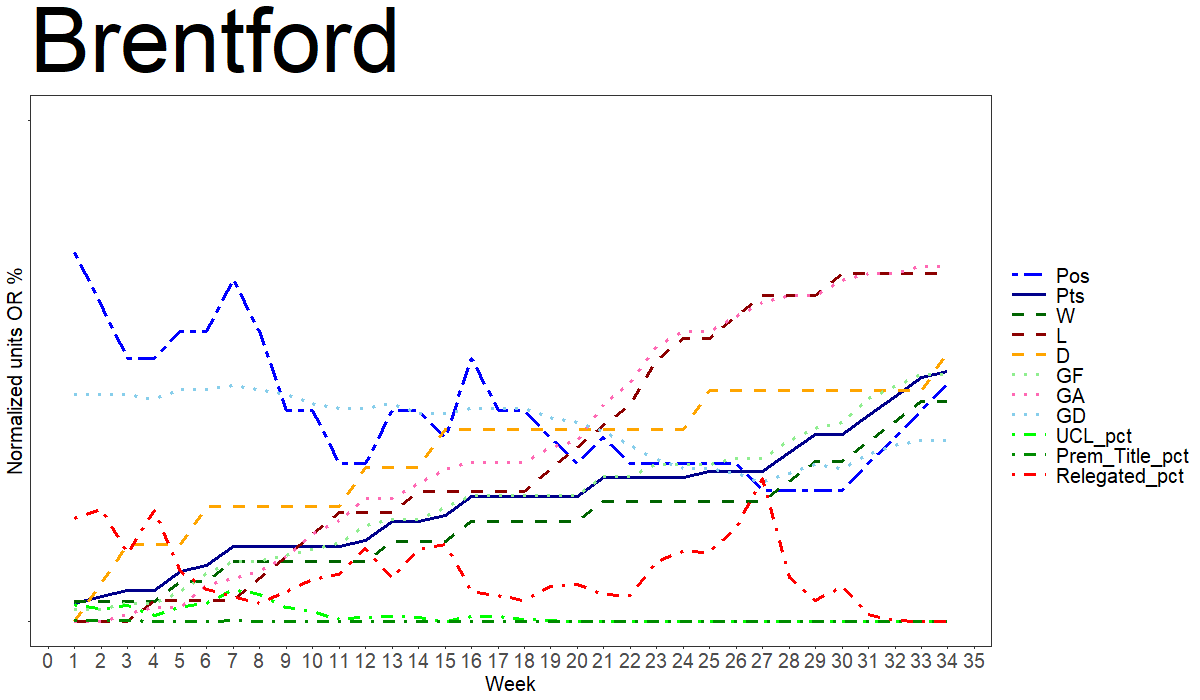 Brentford
Normalized units OR %
Pos
Pts
W
L
D
GF
GA
GD
UCL_pct
Prem_Title_pct
Relegated_pct
0 1 2 3 4 5 6 7 8 9 10 11 12 13 14 15 16 17 18 19 20 21 22 23 24 25 26 27 28 29 30 31 32 33 34 35
Week